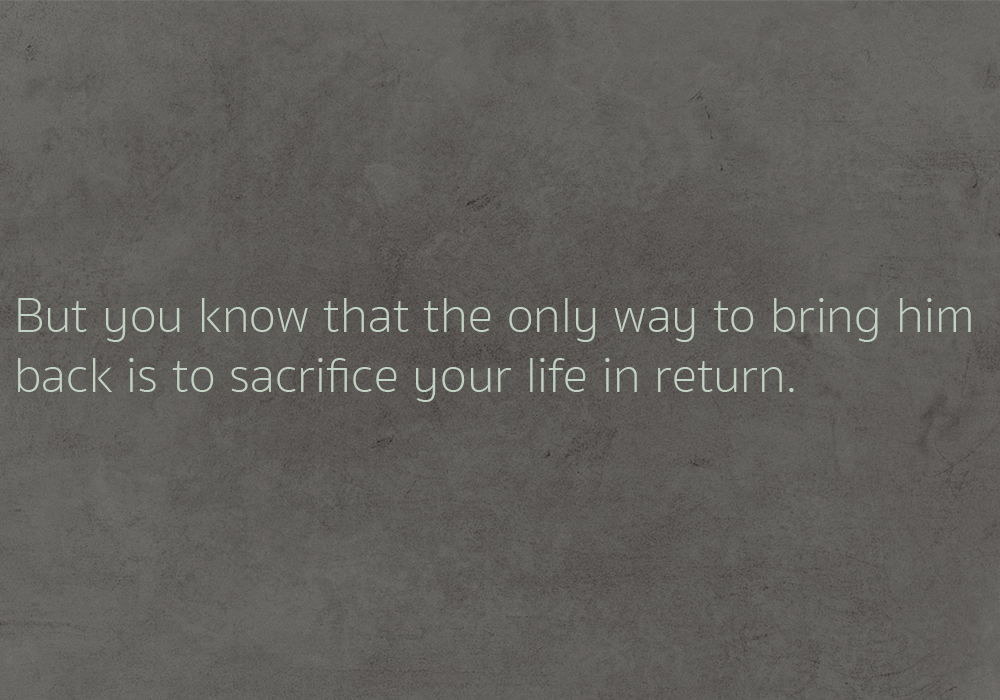 But you know that the only way to bring him
back is to sacrifice your life in return.